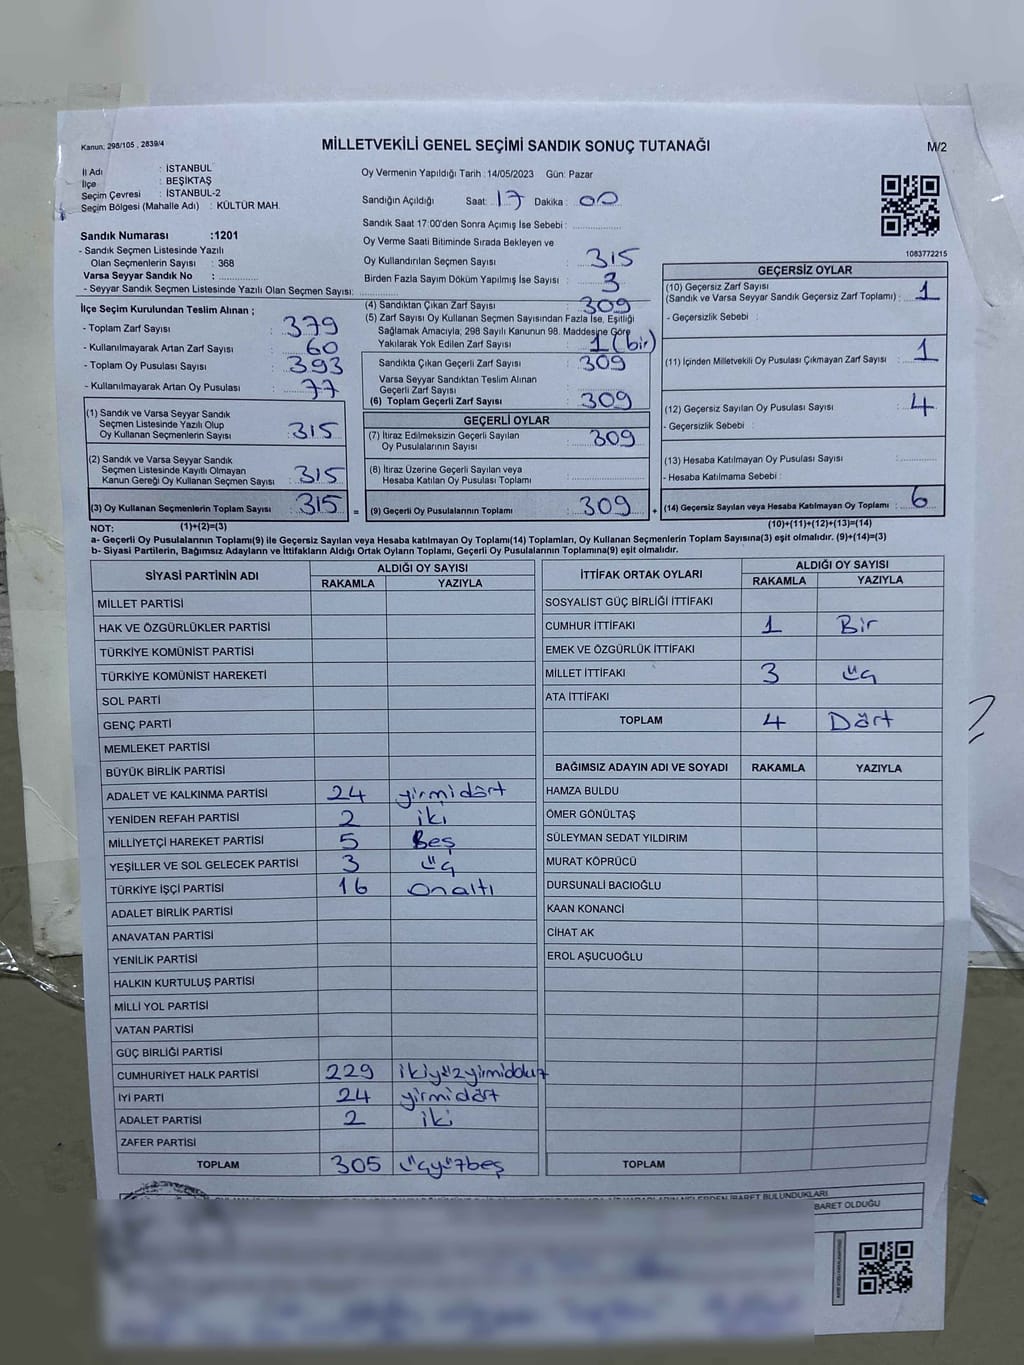 Kanun: 298/105 , 2839/4
MİLLETVEKİLİ GENEL SEÇİMİ SANDIK SONUÇ TUTANAĞI
M/2
İl Adı : İSTANBUL
İlçe : BEŞİKTAŞ
Seçim Çevresi : İSTANBUL-2
Seçim Bölgesi (Mahalle Adı) : KÜLTÜR MAH.
Oy Vermenin Yapıldığı Tarih : 14/05/2023 Gün: Pazar
Sandığın Açıldığı Saat: 17 Dakika : 00
Sandık Saat 17:00'den Sonra Açımış İse Sebebi :
Sandık Numarası :1201
- Sandık Seçmen Listesinde Yazılı
Olan Seçmenlerin Sayısı : 368
Varsa Seyyar Sandık No :
- Seyyar Sandık Seçmen Listesinde Yazılı Olan Seçmen Sayısı:
Oy Verme Saati Bitiminde Sırada Bekleyen ve
Oy Kullandırılan Seçmen Sayısı : 315
Birden Fazla Sayım Döküm Yapılmış İse Sayısı : 3
1083772215
İlçe Seçim Kurulundan Teslim Alınan ;
- Toplam Zarf Sayısı : 379
- Kullanılmayarak Artan Zarf Sayısı : 60
- Toplam Oy Pusulası Sayısı : 393
- Kullanılmayarak Artan Oy Pusulası : 77
(4) Sandıktan Çıkan Zarf Sayısı : 309
(5) Zarf Sayısı Oy Kullanan Seçmen Sayısından Fazla İse, Eşitliği
Sağlamak Amacıyla, 298 Sayılı Kanunun 98. Maddesine Göre
Yakılarak Yok Edilen Zarf Sayısı : 1 (bir)
Sandıkta Çıkan Geçerli Zarf Sayısı : 309
Varsa Seyyar Sandıktan Teslim Alınan
Geçerli Zarf Sayısı :
(6) Toplam Geçerli Zarf Sayısı : 309
GEÇERSİZ OYLAR
(10) Geçersiz Zarf Sayısı
(Sandık ve Varsa Seyyar Sandık Geçersiz Zarf Toplamı) : 1
- Geçersizlik Sebebi :
(11) İçinden Milletvekili Oy Pusulası Çıkmayan Zarf Sayısı : 1
(12) Geçersiz Sayılan Oy Pusulası Sayısı : 4
- Geçersizlik Sebebi :
(13) Hesaba Katılmayan Oy Pusulası Sayısı :
- Hesaba Katılmama Sebebi :
(14) Geçersiz Sayılan veya Hesaba Katılmayan Oy Toplamı : 6
(1) Sandık ve Varsa Seyyar Sandık
Seçmen Listesinde Yazılı Olup
Oy Kullanan Seçmenlerin Sayısı : 315
(2) Sandık ve Varsa Seyyar Sandık
Seçmen Listesinde Kayıtlı Olmayan
Kanun Gereği Oy Kullanan Seçmen Sayısı : 315
(3) Oy Kullanan Seçmenlerin Toplam Sayısı : 315 =
GEÇERLİ OYLAR
(7) İtiraz Edilmeksizin Geçerli Sayılan
Oy Pusulalarının Sayısı : 309
(8) İtiraz Üzerine Geçerli Sayılan veya
Hesaba Katılan Oy Pusulası Toplamı :
(9) Geçerli Oy Pusulalarının Toplamı : 309 +
NOT: (1)+(2)=(3)
(10)+(11)+(12)+(13)=(14)
a- Geçerli Oy Pusulalarının Toplamı(9) ile Geçersiz Sayılan veya Hesaba katılmayan Oy Toplamı(14) Toplamları, Oy Kullanan Seçmenlerin Toplam Sayısına(3) eşit olmalıdır. (9)+(14)=(3)
b- Siyasi Partilerin, Bağımsız Adayların ve İttifakların Aldığı Ortak Oyların Toplamı, Geçerli Oy Pusulalarının Toplamına(9) eşit olmalıdır.
SİYASİ PARTİNİN ADI
ALDIĞI OY SAYISI
RAKAMLA YAZIYLA
MİLLET PARTİSİ
HAK VE ÖZGÜRLÜKLER PARTİSİ
TÜRKİYE KOMÜNİST PARTİSİ
TÜRKİYE KOMÜNİST HAREKETİ
SOL PARTİ
GENÇ PARTİ
MEMLEKET PARTİSİ
BÜYÜK BİRLİK PARTİSİ
ADALET VE KALKINMA PARTİSİ 24 yirmidört
YENİDEN REFAH PARTİSİ 2 iki
MİLLİYETÇİ HAREKET PARTİSİ 5 Beş
YEŞİLLER VE SOL GELECEK PARTİSİ 3 üç
TÜRKİYE İŞÇİ PARTİSİ 16 onaltı
ADALET BİRLİK PARTİSİ
ANAVATAN PARTİSİ
YENİLİK PARTİSİ
HALKIN KURTULUŞ PARTİSİ
MİLLİ YOL PARTİSİ
VATAN PARTİSİ
GÜÇ BİRLİĞİ PARTİSİ
CUMHURİYET HALK PARTİSİ 229 ikiyüzyirmidokuz
İYİ PARTİ 24 yirmidört
ADALET PARTİSİ 2 iki
ZAFER PARTİSİ
TOPLAM 305 üçyüzbeş
İTTİFAK ORTAK OYLARI
ALDIĞI OY SAYISI
RAKAMLA YAZIYLA
SOSYALİST GÜÇ BİRLİĞİ İTTİFAKI
CUMHUR İTTİFAKI 1 Bir
EMEK VE ÖZGÜRLÜK İTTİFAKI
MİLLET İTTİFAKI 3 üç
ATA İTTİFAKI
TOPLAM 4 Dört
BAĞIMSIZ ADAYIN ADI VE SOYADI RAKAMLA YAZIYLA
HAMZA BULDU
ÖMER GÖNÜLTAŞ
SÜLEYMAN SEDAT YILDIRIM
MURAT KÖPRÜCÜ
DURSUNALİ BACIOĞLU
KAAN KONANCİ
CİHAT AK
EROL AŞUCUOĞLU
TOPLAM
BULUNDUKLARI
BARET OLDUĞU